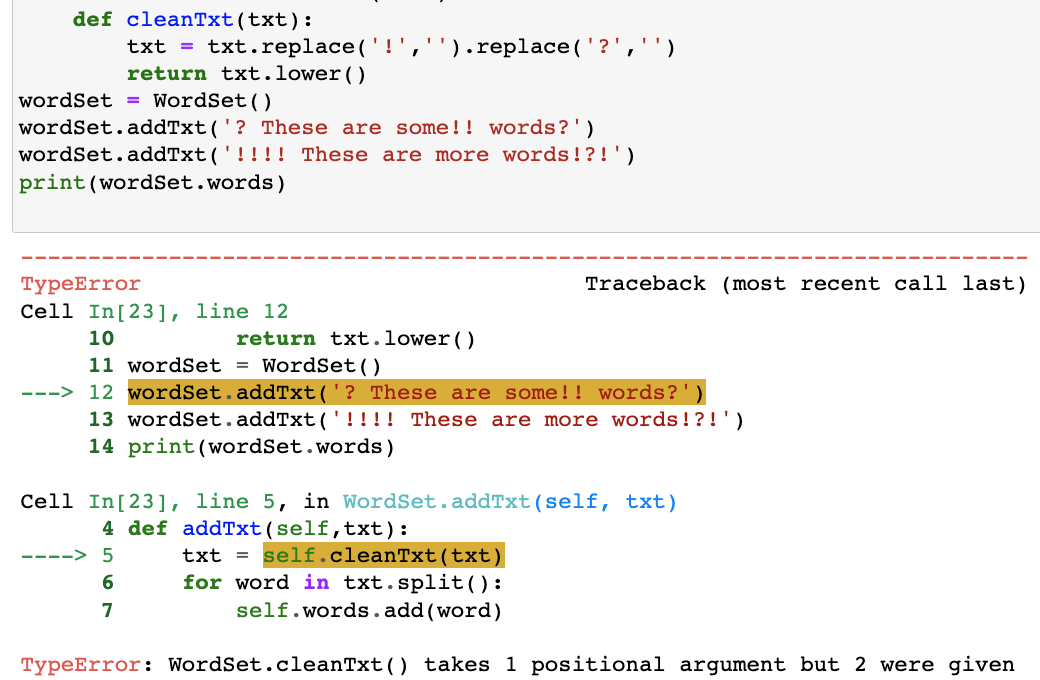 def cleanTxt(txt):
        txt = txt.replace('!','').replace('?','')
        return txt.lower()
wordSet = WordSet()
wordSet.addTxt('? These are some!! words?')
wordSet.addTxt('!!!! These are more words!?!')
print(wordSet.words)
---------------------------------------------------------------------------
TypeError                                 Traceback (most recent call last)
Cell In[23], line 12
     10         return txt.lower()
     11 wordSet = WordSet()
---> 12 wordSet.addTxt('? These are some!! words?')
     13 wordSet.addTxt('!!!! These are more words!?!')
     14 print(wordSet.words)
Cell In[23], line 5, in WordSet.addTxt(self, txt)
      4 def addTxt(self,txt):
----> 5     txt = self.cleanTxt(txt)
      6     for word in txt.split():
      7         self.words.add(word)
TypeError: WordSet.cleanTxt() takes 1 positional argument but 2 were given